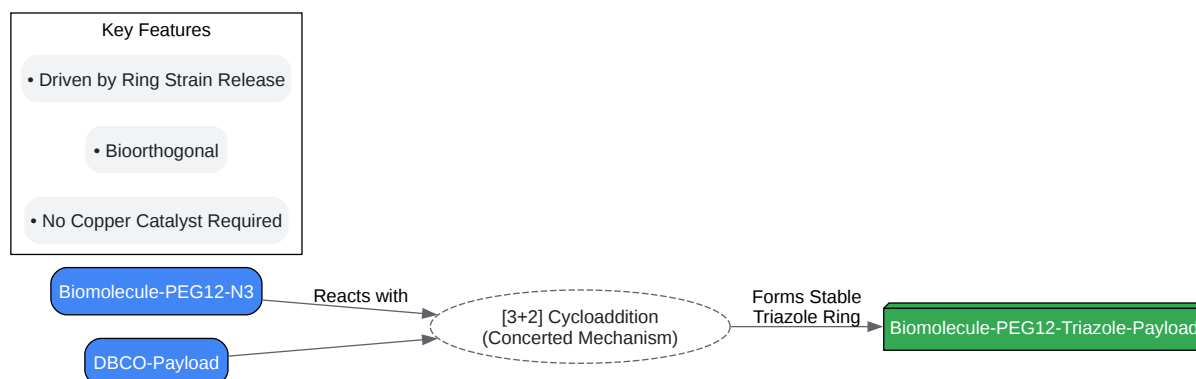 Key Features
• Driven by Ring Strain Release
• Bioorthogonal
• No Copper Catalyst Required
Biomolecule-PEG12-N3
Reacts with
DBCO-Payload
[3+2] Cycloaddition
(Concerted Mechanism)
Forms Stable
Triazole Ring
Biomolecule-PEG12-Triazole-Payload